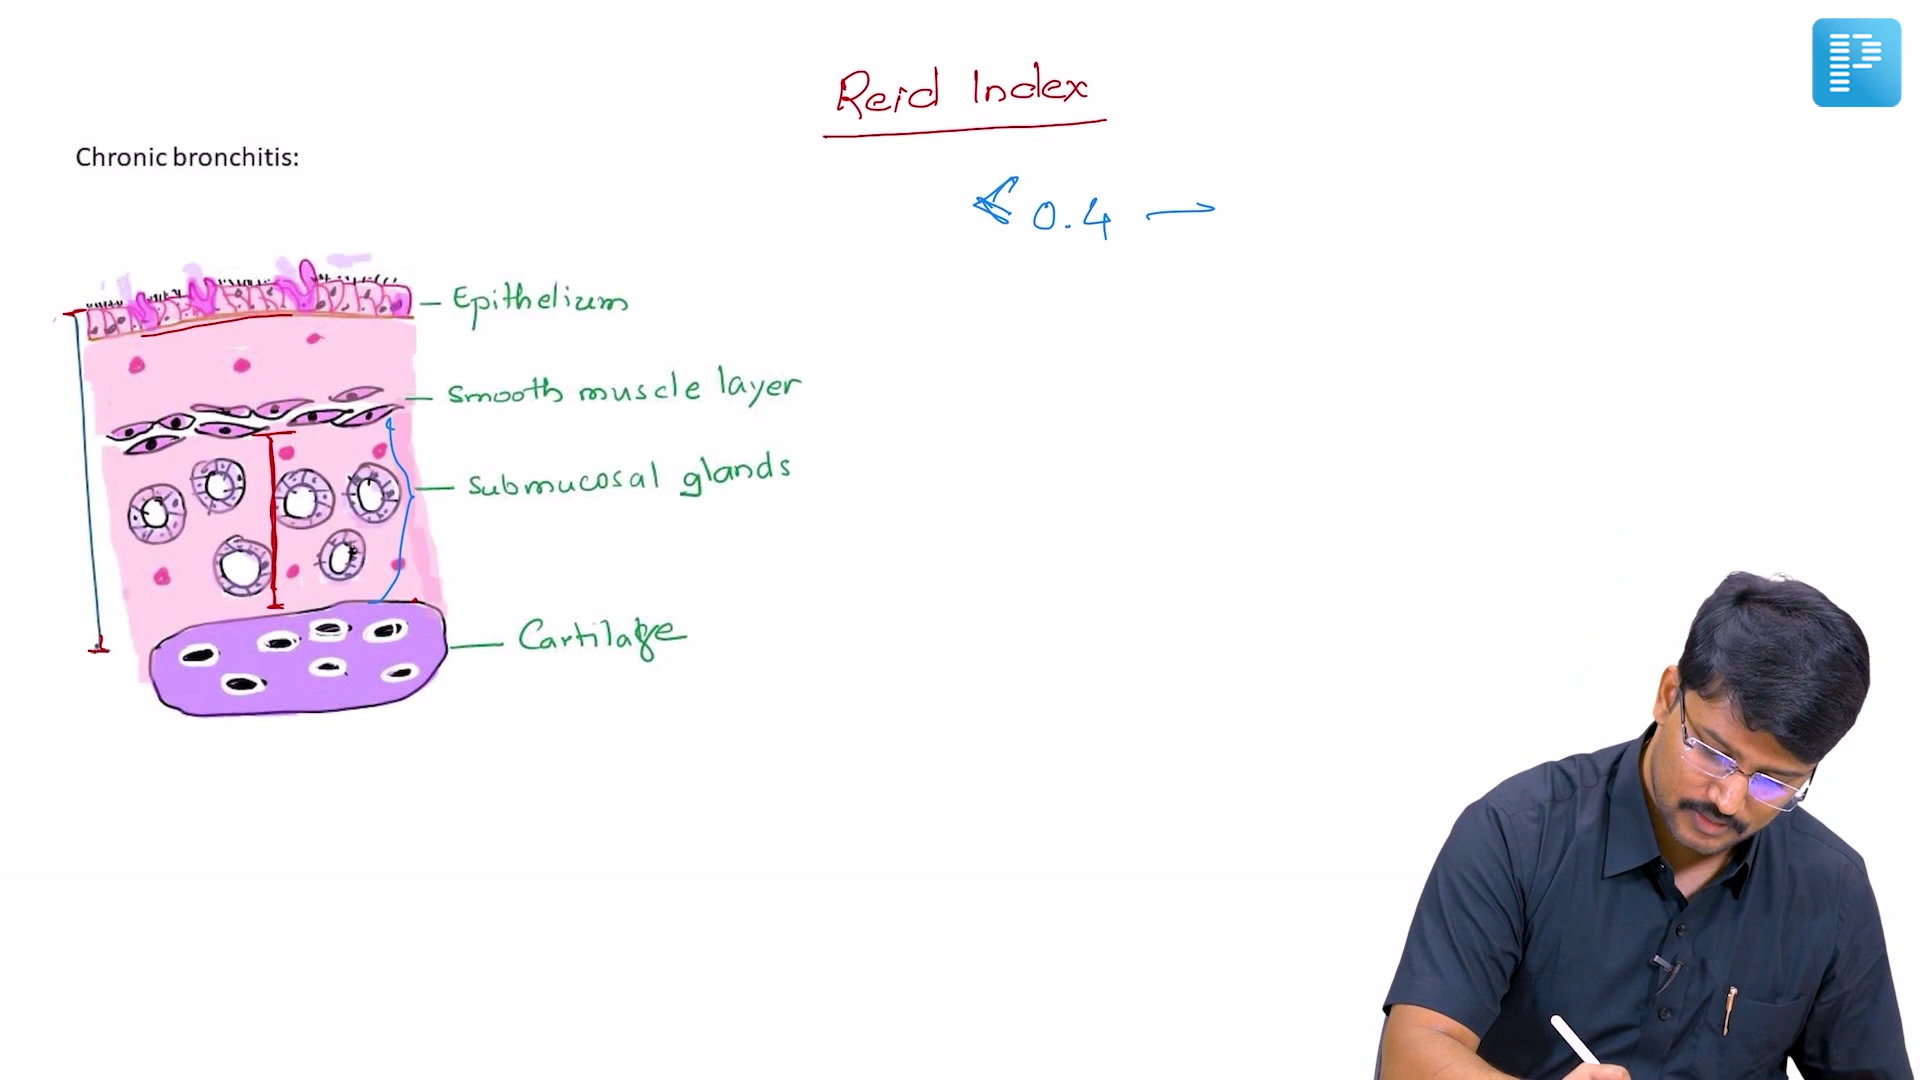 Reid Index
Chronic bronchitis:
< 0.4 →
Epithelium
Smooth muscle layer
Submucosal glands
Cartilage